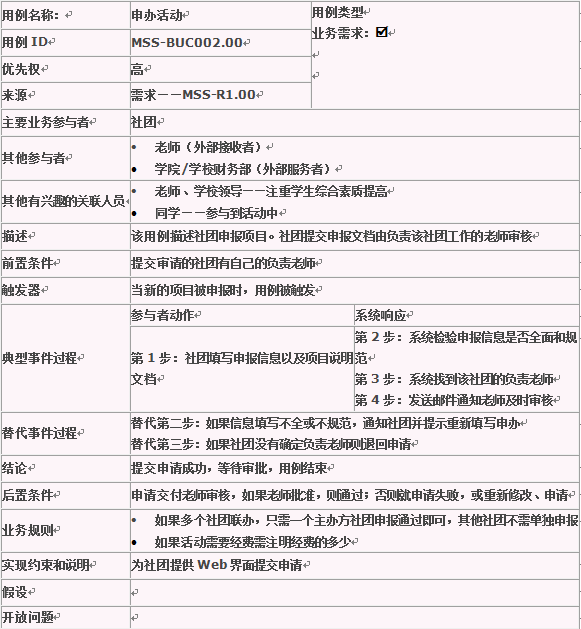 用例名称：
申办活动
用例类型
业务需求：☑
用例 ID
MSS-BUC002.00
优先权
高
来源
需求——MSS-R1.00
主要业务参与者
社团
其他参与者
• 老师（外部接收者）
• 学院/学校财务部（外部服务者）
其他有兴趣的关联人员
• 老师、学校领导——注重学生综合素质提高
• 同学——参与到活动中
描述
该用例描述社团申报项目。社团提交申报文档由负责该社团工作的老师审核
前置条件
提交审请的社团有自己的负责老师
触发器
当新的项目被申报时，用例被触发
典型事件过程
参与者动作
系统响应
第 1 步：社团填写申报信息以及项目说明
文档
第 2 步：系统检验申报信息是否全面和规
范
第 3 步：系统找到该社团的负责老师
第 4 步：发送邮件通知老师及时审核
替代事件过程
替代第二步：如果信息填写不全或不规范，通知社团并提示重新填写申办
替代第三步：如果社团没有确定负责老师则退回申请
结论
提交申请成功，等待审批，用例结束
后置条件
申请交付老师审核，如果老师批准，则通过；否则就申请失败，或重新修改、申请
业务规则
• 如果多个社团联办，只需一个主办方社团申报通过即可，其他社团不需单独申报
• 如果活动需要经费需注明经费的多少
实现约束和说明
为社团提供 Web 界面提交申请
假设
开放问题